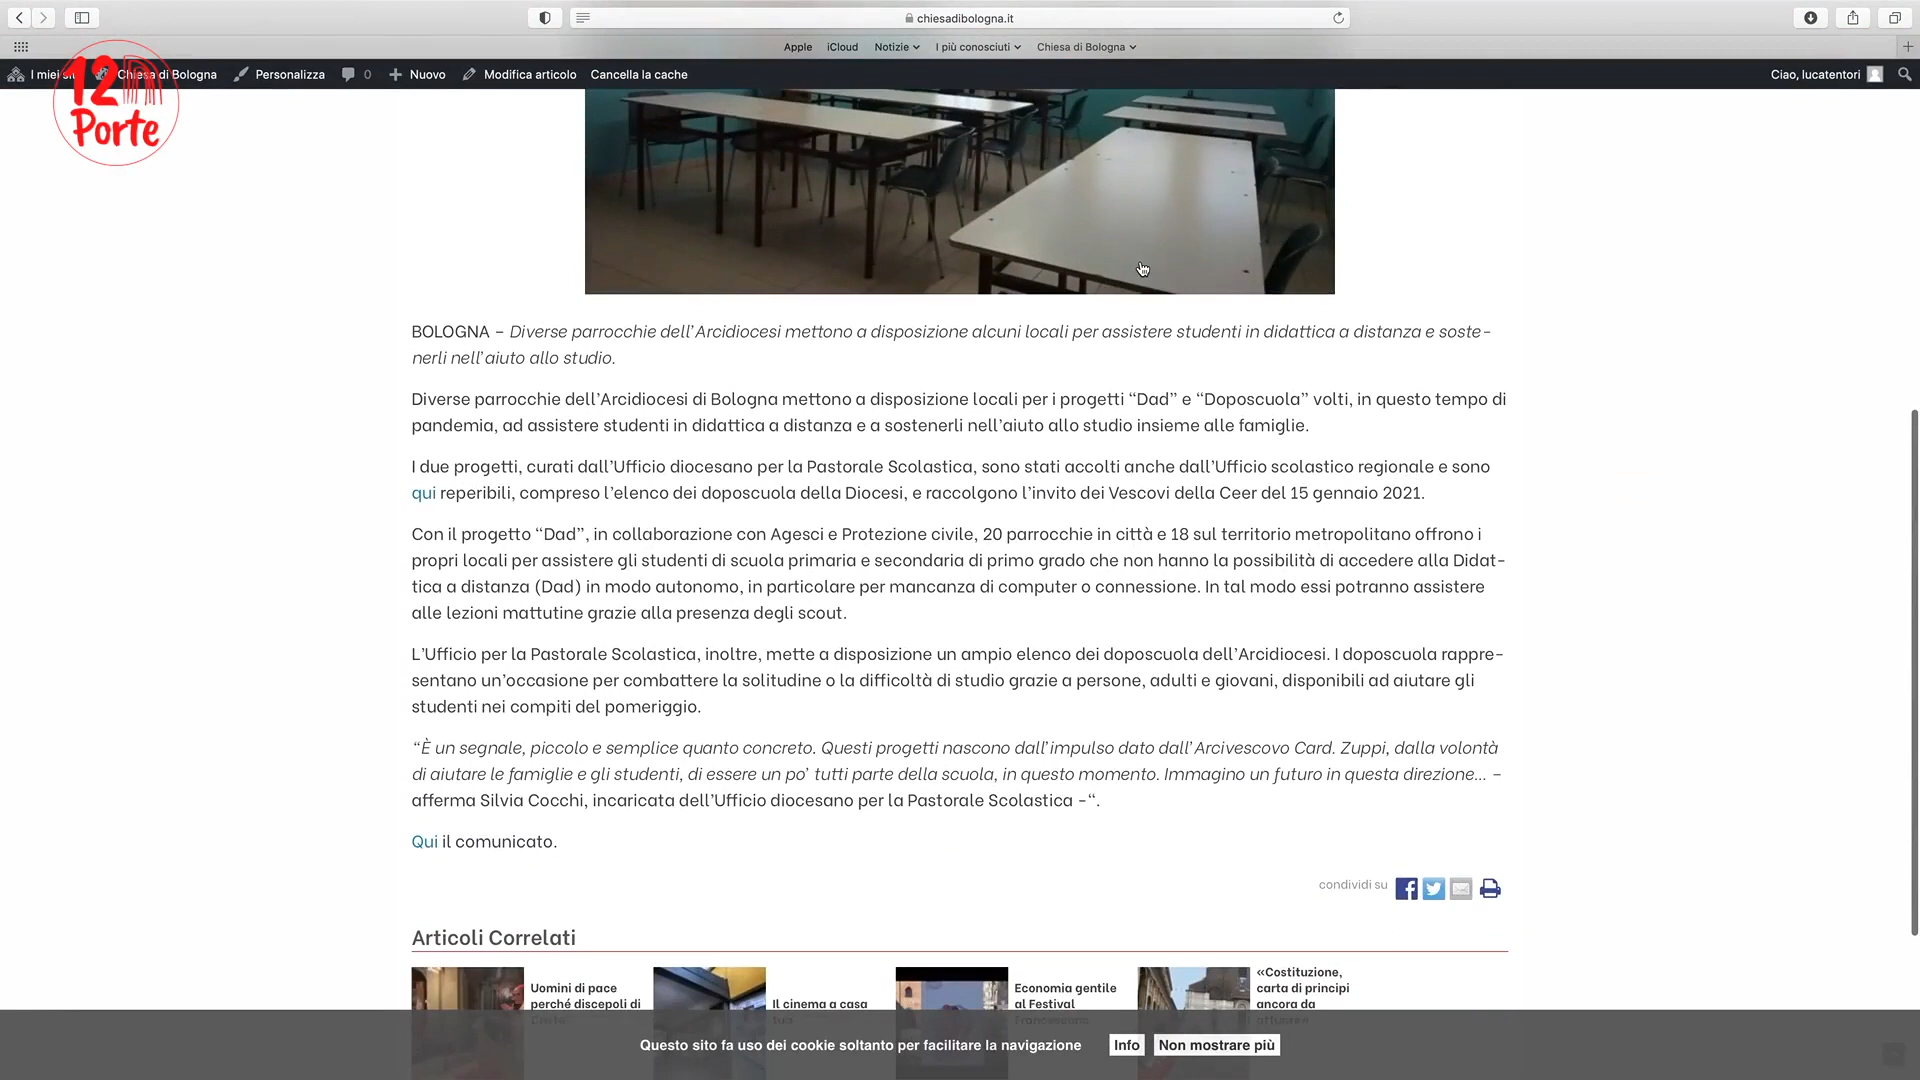 chiesadibologna.it
Apple iCloud Notizie I più conosciuti Chiesa di Bologna
I miei Chiesa di Bologna Personalizza 0 Nuovo Modifica articolo Cancella la cache Ciao, lucatentori
12
Porte
BOLOGNA – Diverse parrocchie dell’Arcidiocesi mettono a disposizione alcuni locali per assistere studenti in didattica a distanza e soste-
nerli nell’aiuto allo studio.
Diverse parrocchie dell’Arcidiocesi di Bologna mettono a disposizione locali per i progetti “Dad” e “Doposcuola” volti, in questo tempo di
pandemia, ad assistere studenti in didattica a distanza e a sostenerli nell’aiuto allo studio insieme alle famiglie.
I due progetti, curati dall’Ufficio diocesano per la Pastorale Scolastica, sono stati accolti anche dall’Ufficio scolastico regionale e sono
qui reperibili, compreso l’elenco dei doposcuola della Diocesi, e raccolgono l’invito dei Vescovi della Ceer del 15 gennaio 2021.
Con il progetto “Dad”, in collaborazione con Agesci e Protezione civile, 20 parrocchie in città e 18 sul territorio metropolitano offrono i
propri locali per assistere gli studenti di scuola primaria e secondaria di primo grado che non hanno la possibilità di accedere alla Didat-
tica a distanza (Dad) in modo autonomo, in particolare per mancanza di computer o connessione. In tal modo essi potranno assistere
alle lezioni mattutine grazie alla presenza degli scout.
L’Ufficio per la Pastorale Scolastica, inoltre, mette a disposizione un ampio elenco dei doposcuola dell’Arcidiocesi. I doposcuola rappre-
sentano un’occasione per combattere la solitudine o la difficoltà di studio grazie a persone, adulti e giovani, disponibili ad aiutare gli
studenti nei compiti del pomeriggio.
“È un segnale, piccolo e semplice quanto concreto. Questi progetti nascono dall’impulso dato dall’Arcivescovo Card. Zuppi, dalla volontà
di aiutare le famiglie e gli studenti, di essere un po’ tutti parte della scuola, in questo momento. Immagino un futuro in questa direzione… –
afferma Silvia Cocchi, incaricata dell’Ufficio diocesano per la Pastorale Scolastica -“.
Qui il comunicato.
condividi su
Articoli Correlati
Uomini di pace
perché discepoli di
Cristo
Il cinema a casa
tua
Economia gentile
al Festival
Francescano
«Costituzione,
carta di principi
ancora da
attuare»
Questo sito fa uso dei cookie soltanto per facilitare la navigazione Info Non mostrare più